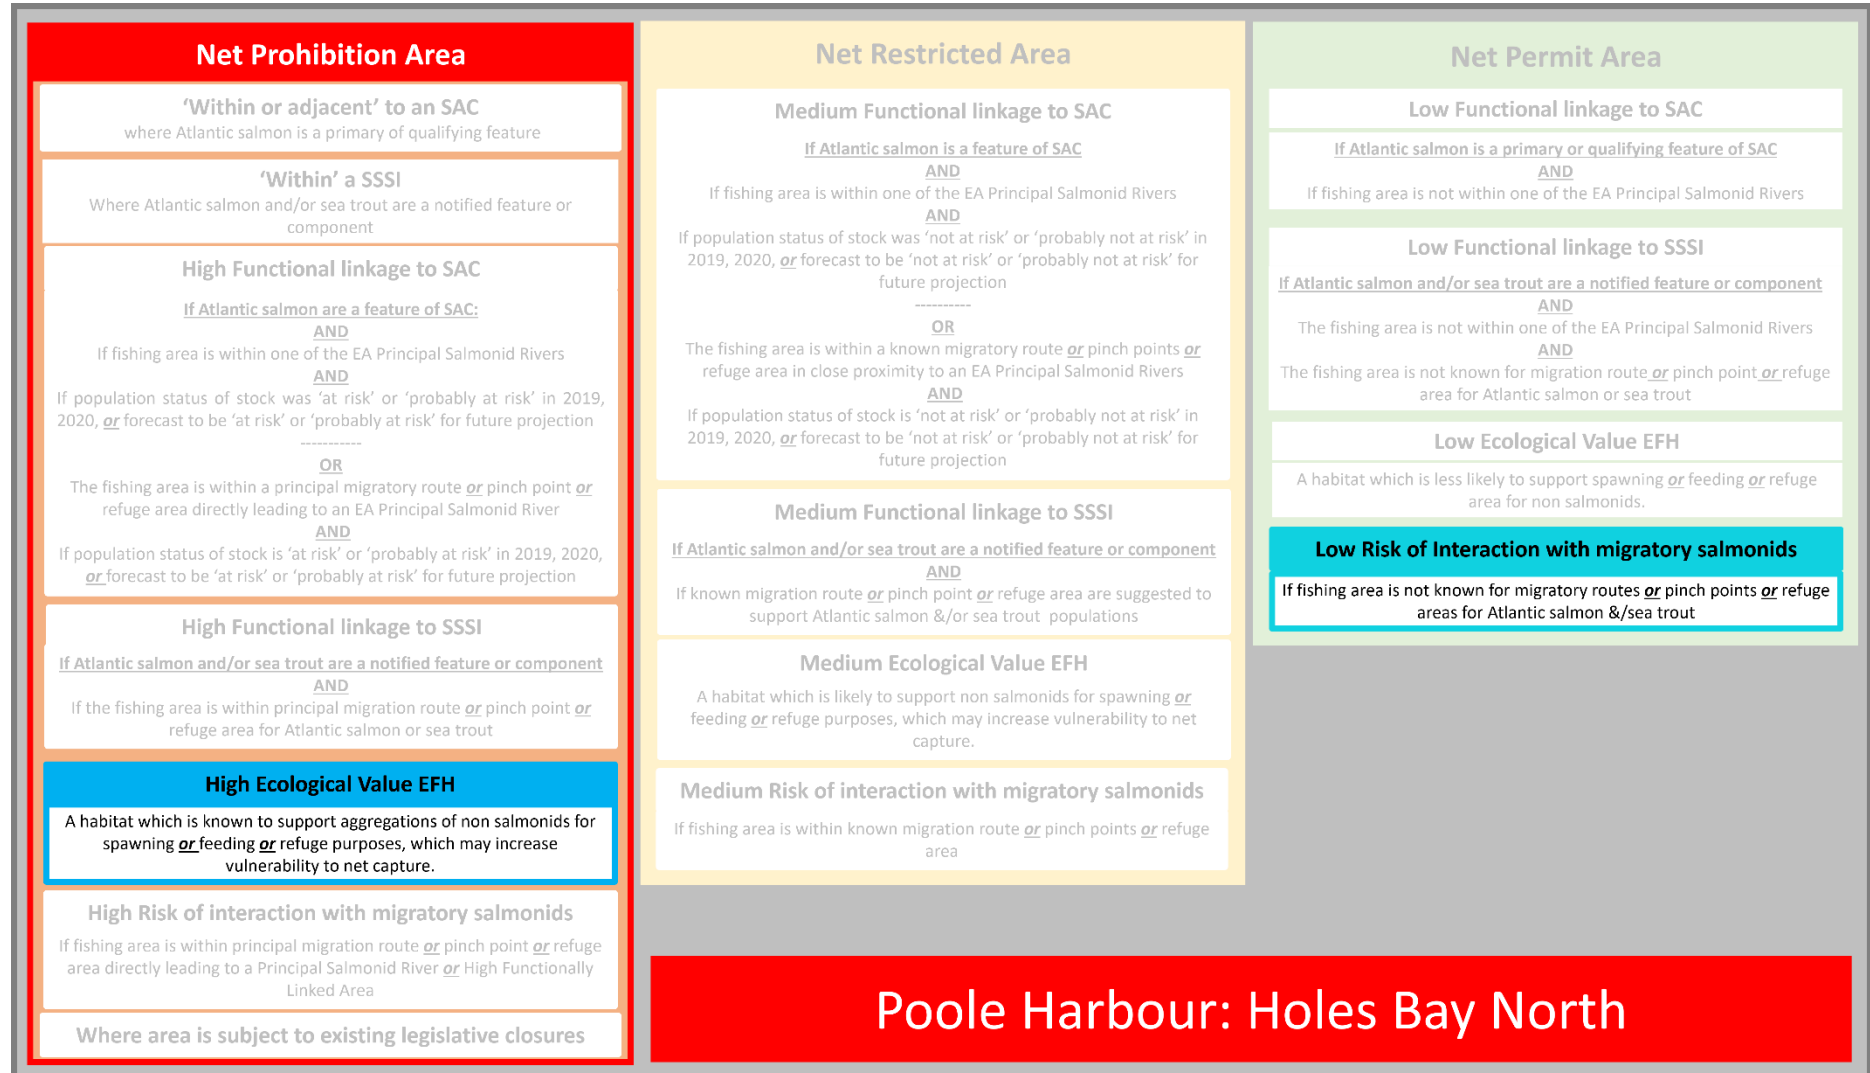 Net Prohibition Area
‘Within or adjacent’ to an SAC
where Atlantic salmon is a primary of qualifying feature
‘Within’ a SSSI
Where Atlantic salmon and/or sea trout are a notified feature or
component
High Functional linkage to SAC
If Atlantic salmon are a feature of SAC:
AND
If fishing area is within one of the EA Principal Salmonid Rivers
AND
If population status of stock was ‘at risk’ or ‘probably at risk’ in 2019,
2020, or forecast to be ‘at risk’ or ‘probably at risk’ for future projection
-----------
OR
The fishing area is within a principal migratory route or pinch point or
refuge area directly leading to an EA Principal Salmonid River
AND
If population status of stock is ‘at risk’ or ‘probably at risk’ in 2019, 2020,
or forecast to be ‘at risk’ or ‘probably at risk’ for future projection
High Functional linkage to SSSI
If Atlantic salmon and/or sea trout are a notified feature or component
AND
If the fishing area is within principal migration route or pinch point or
refuge area for Atlantic salmon or sea trout
High Ecological Value EFH
A habitat which is known to support aggregations of non salmonids for
spawning or feeding or refuge purposes, which may increase
vulnerability to net capture.
High Risk of interaction with migratory salmonids
If fishing area is within principal migration route or pinch point or refuge
area directly leading to a Principal Salmonid River or High Functionally
Linked Area
Where area is subject to existing legislative closures
Net Restricted Area
Medium Functional linkage to SAC
If Atlantic salmon is a feature of SAC
AND
If fishing area is within one of the EA Principal Salmonid Rivers
AND
If population status of stock was ‘not at risk’ or ‘probably not at risk’ in
2019, 2020, or forecast to be ‘not at risk’ or ‘probably not at risk’ for
future projection
----------
OR
The fishing area is within a known migratory route or pinch points or
refuge area in close proximity to an EA Principal Salmonid Rivers
AND
If population status of stock is ‘not at risk’ or ‘probably not at risk’ in
2019, 2020, or forecast to be ‘not at risk’ or ‘probably not at risk’ for
future projection
Medium Functional linkage to SSSI
If Atlantic salmon and/or sea trout are a notified feature or component
AND
If known migration route or pinch point or refuge area are suggested to
support Atlantic salmon &/or sea trout populations
Medium Ecological Value EFH
A habitat which is likely to support non salmonids for spawning or
feeding or refuge purposes, which may increase vulnerability to net
capture.
Medium Risk of interaction with migratory salmonids
If fishing area is within known migration route or pinch points or refuge
area
Net Permit Area
Low Functional linkage to SAC
If Atlantic salmon is a primary or qualifying feature of SAC
AND
If fishing area is not within one of the EA Principal Salmonid Rivers
Low Functional linkage to SSSI
If Atlantic salmon and/or sea trout are a notified feature or component
AND
The fishing area is not within one of the EA Principal Salmonid Rivers
AND
The fishing area is not known for migration route or pinch point or refuge
area for Atlantic salmon or sea trout
Low Ecological Value EFH
A habitat which is less likely to support spawning or feeding or refuge
area for non salmonids.
Low Risk of Interaction with migratory salmonids
If fishing area is not known for migratory routes or pinch points or refuge
areas for Atlantic salmon &/sea trout
Poole Harbour: Holes Bay North